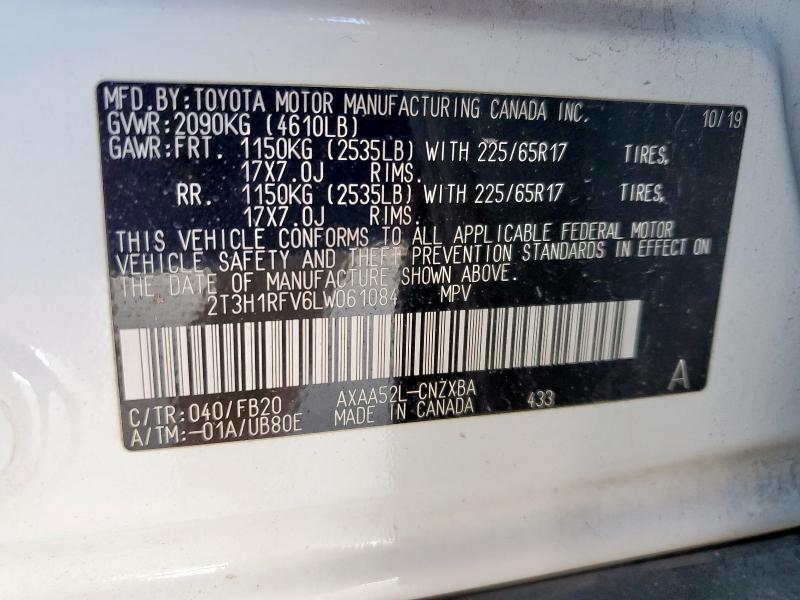 MFD.BY:TOYOTA MOTOR MANUFACTURING CANADA INC. 10/19
GVWR:2090KG (4610LB)
GAWR:FRT. 1150KG (2535LB) WITH 225/65R17 TIRES,
17X7.0J RIMS.
RR. 1150KG (2535LB) WITH 225/65R17 TIRES,
17X7.0J RIMS.
THIS VEHICLE CONFORMS TO ALL APPLICABLE FEDERAL MOTOR
VEHICLE SAFETY AND THEFT PREVENTION STANDARDS IN EFFECT ON
THE DATE OF MANUFACTURE SHOWN ABOVE.
2T3H1RFV6LW061084 MPV
A
C/TR:040/FB20 AXAA52L-CNZXBA
A/TM:-01A/UB80E MADE IN CANADA 433